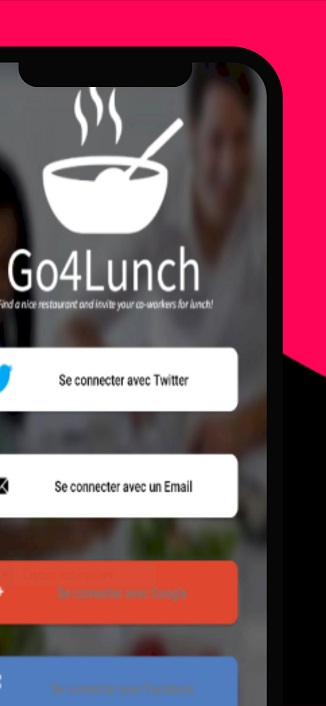 Go4Lunch
Find a nice restaurant and invite your co-workers for lunch!
Se connecter avec Twitter
Se connecter avec un Email
Se connecter avec Google
Se connecter avec Facebook